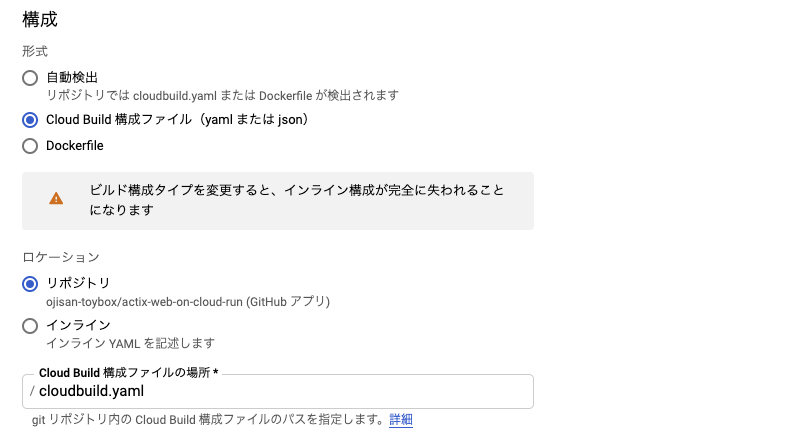 構成
形式
自動検出
リポジトリでは cloudbuild.yaml または Dockerfile が検出されます
Cloud Build 構成ファイル（yaml または json）
Dockerfile
ビルド構成タイプを変更すると、インライン構成が完全に失われること
になります
ロケーション
リポジトリ
ojisan-toybox/actix-web-on-cloud-run (GitHub アプリ)
インライン
インライン YAML を記述します
Cloud Build 構成ファイルの場所 *
/ cloudbuild.yaml
git リポジトリ内の Cloud Build 構成ファイルのパスを指定します。詳細